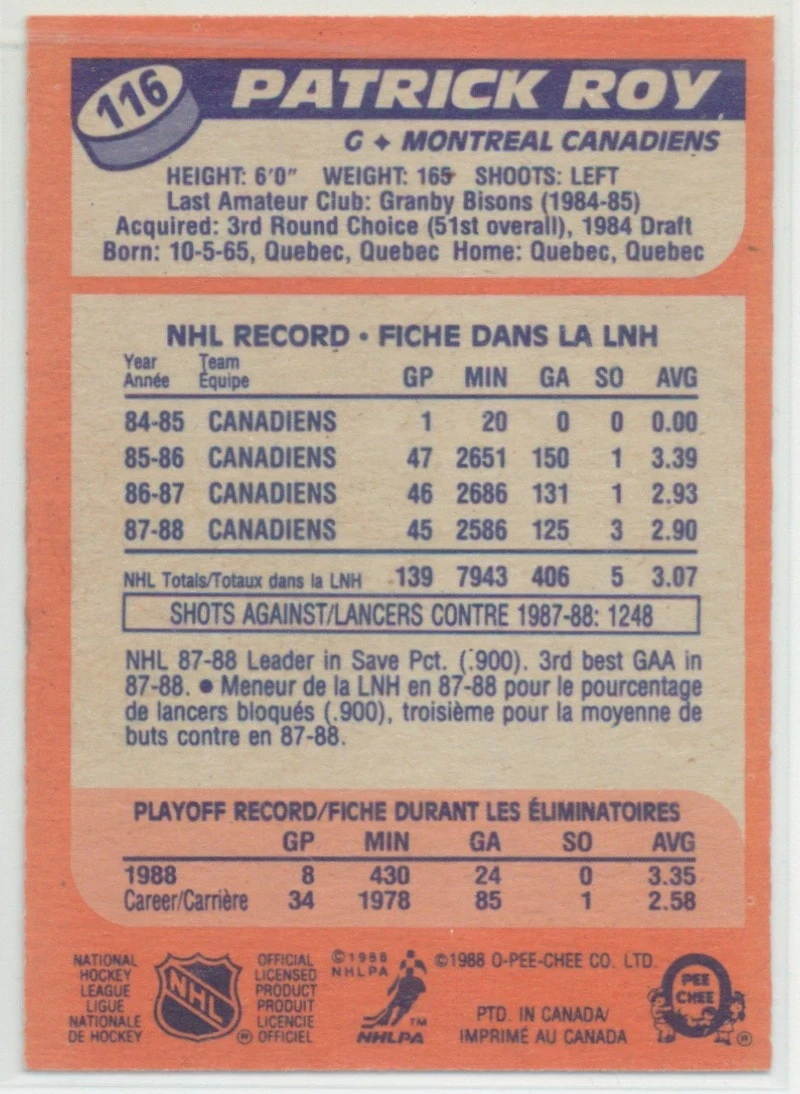 116
PATRICK ROY
G ✦ MONTREAL CANADIENS
HEIGHT: 6'0" WEIGHT: 165 SHOOTS: LEFT
Last Amateur Club: Granby Bisons (1984-85)
Acquired: 3rd Round Choice (51st overall), 1984 Draft
Born: 10-5-65, Quebec, Quebec Home: Quebec, Quebec
NHL RECORD • FICHE DANS LA LNH
Year Team
Année Équipe GP MIN GA SO AVG
84-85 CANADIENS 1 20 0 0 0.00
85-86 CANADIENS 47 2651 150 1 3.39
86-87 CANADIENS 46 2686 131 1 2.93
87-88 CANADIENS 45 2586 125 3 2.90
NHL Totals/Totaux dans la LNH 139 7943 406 5 3.07
SHOTS AGAINST/LANCERS CONTRE 1987-88: 1248
NHL 87-88 Leader in Save Pct. (.900). 3rd best GAA in
87-88. ● Meneur de la LNH en 87-88 pour le pourcentage
de lancers bloqués (.900), troisième pour la moyenne de
buts contre en 87-88.
PLAYOFF RECORD/FICHE DURANT LES ÉLIMINATOIRES
GP MIN GA SO AVG
1988 8 430 24 0 3.35
Career/Carrière 34 1978 85 1 2.58
NATIONAL
HOCKEY
LEAGUE
LIGUE
NATIONALE
DE HOCKEY
NHL
®
OFFICIAL
LICENSED
PRODUCT
PRODUIT
LICENCIE
OFFICIEL
©1988
NHLPA
™
NHLPA
©1988 O-PEE-CHEE CO. LTD.
PTD. IN CANADA/
IMPRIMÉ AU CANADA
PEE
CHEE
®